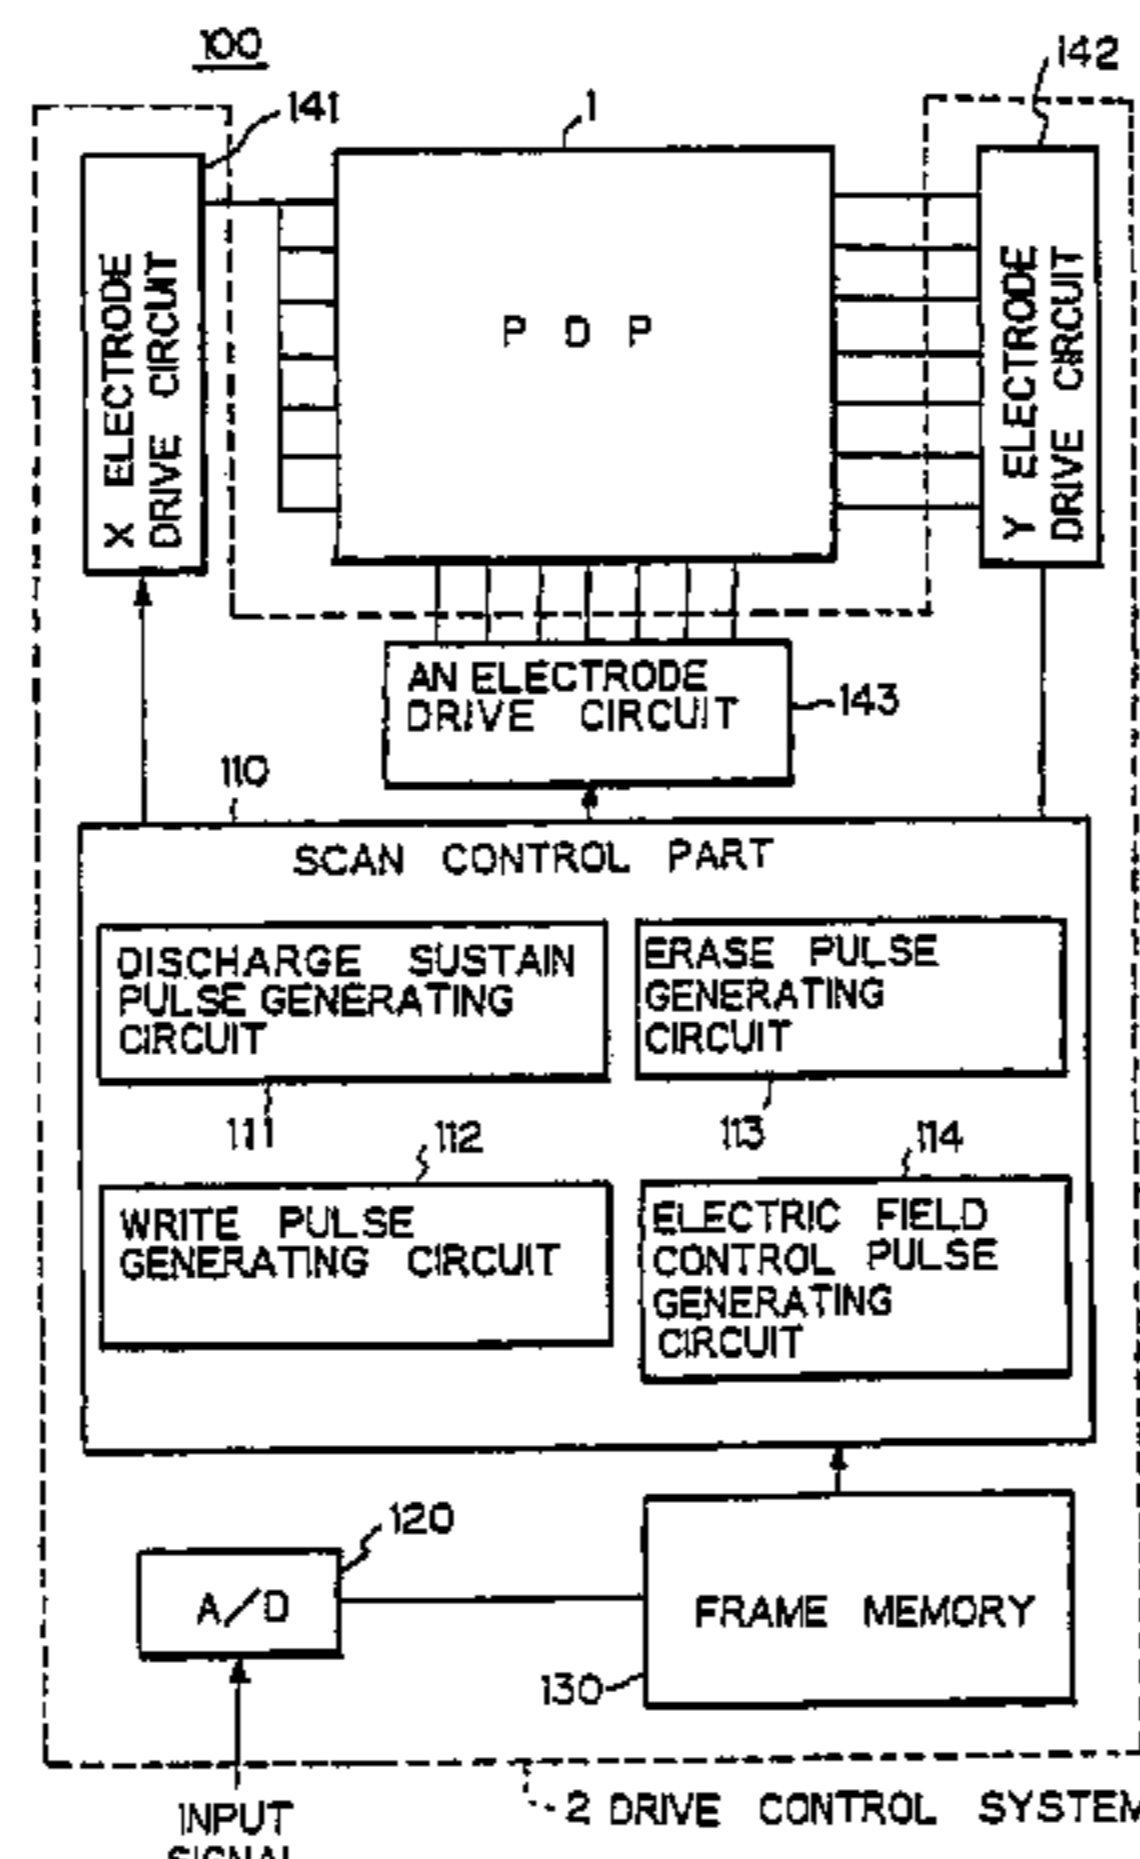 100
141
1
142
X ELECTRODE
DRIVE CIRCUIT
P D P
Y ELECTRODE
DRIVE CIRCUIT
AN ELECTRODE
DRIVE CIRCUIT
143
110
SCAN CONTROL PART
DISCHARGE SUSTAIN
PULSE GENERATING
CIRCUIT
ERASE PULSE
GENERATING
CIRCUIT
111
113
112
114
WRITE PULSE
GENERATING CIRCUIT
ELECTRIC FIELD
CONTROL PULSE
GENERATING
CIRCUIT
120
A/D
FRAME MEMORY
130
INPUT
SIGNAL
2 DRIVE CONTROL SYSTEM